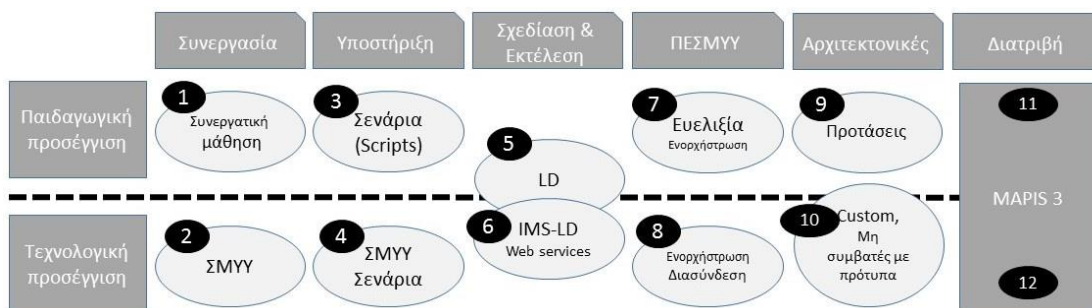 Συνεργασία
Υποστήριξη
Σχεδίαση &
Εκτέλεση
ΠΕΣΜΥΥ
Αρχιτεκτονικές
Διατριβή
Παιδαγωγική
προσέγγιση
1
Συνεργατική
μάθηση
3
Σενάρια
(Scripts)
5
LD
7
Ευελιξία
Ενορχήστρωση
9
Προτάσεις
11
MAPIS 3
Τεχνολογική
προσέγγιση
2
ΣΜΥΥ
4
ΣΜΥΥ
Σενάρια
6
IMS-LD
Web services
8
Ενορχήστρωση
Διασύνδεση
10
Custom,
Μη
συμβατές με
πρότυπα
12